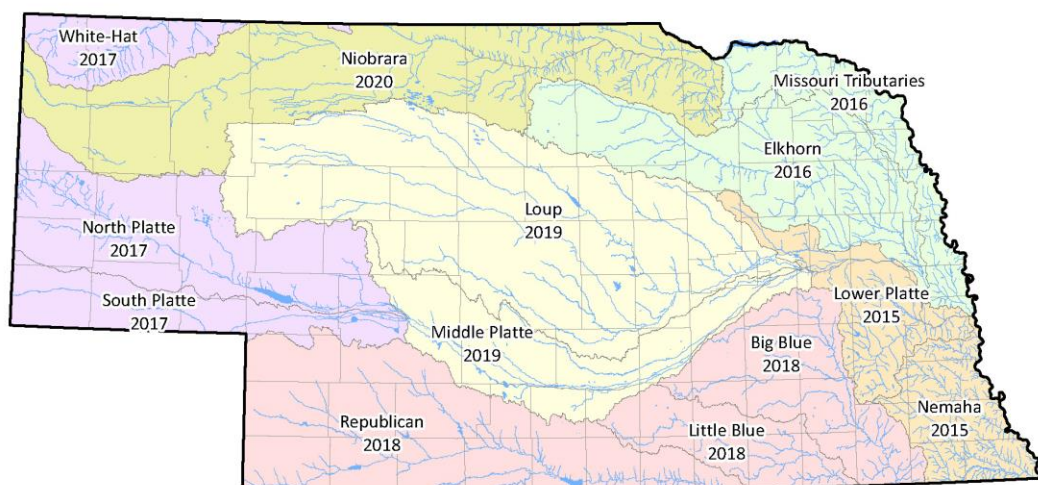 White-Hat
2017
Niobrara
2020
Missouri Tributaries
2016
Elkhorn
2016
Loup
2019
North Platte
2017
South Platte
2017
Middle Platte
2019
Lower Platte
2015
Big Blue
2018
Republican
2018
Little Blue
2018
Nemaha
2015